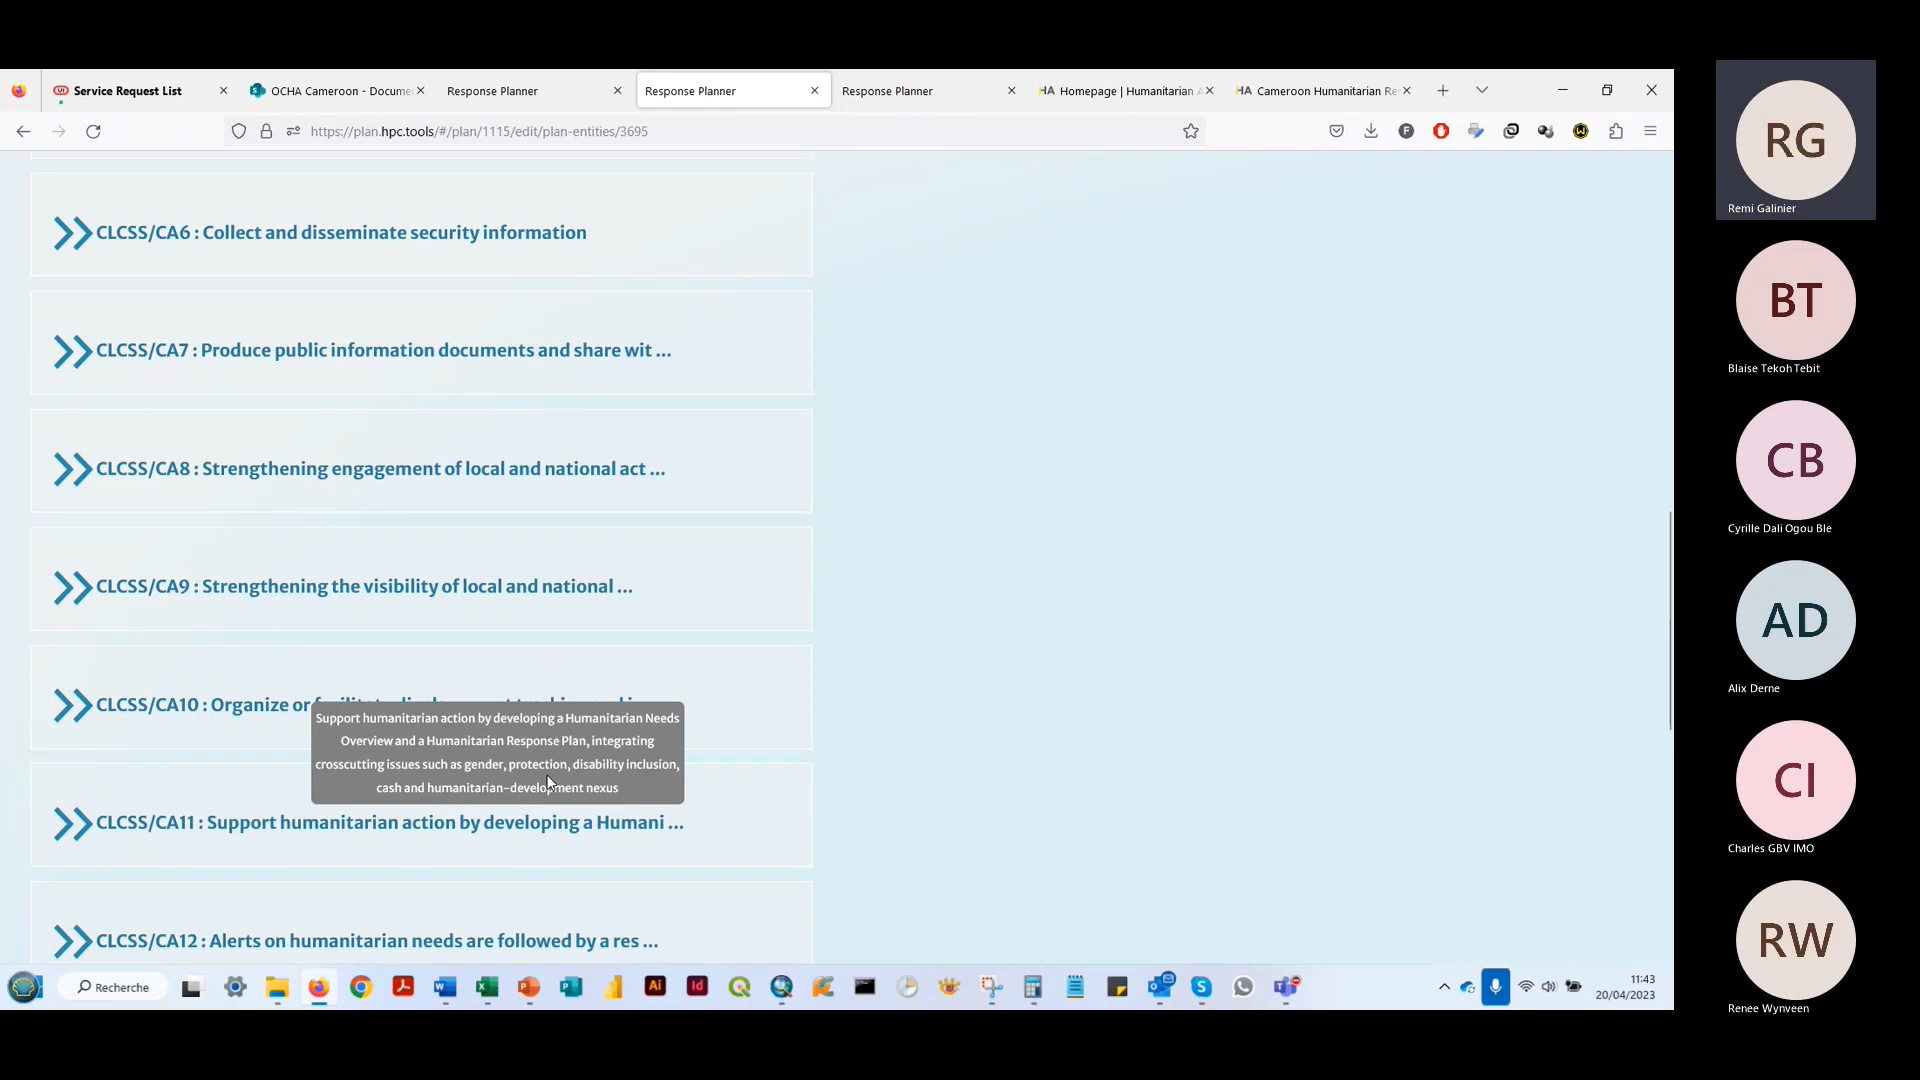 Service Request List
OCHA Cameroon - Docume
Response Planner
Response Planner
Response Planner
Homepage | Humanitarian A
Cameroon Humanitarian Re
https://plan.hpc.tools/#/plan/1115/edit/plan-entities/3695
CLCSS/CA6 : Collect and disseminate security information
CLCSS/CA7 : Produce public information documents and share wit ...
CLCSS/CA8 : Strengthening engagement of local and national act ...
CLCSS/CA9 : Strengthening the visibility of local and national ...
CLCSS/CA10 : Organize or
Support humanitarian action by developing a Humanitarian Needs
Overview and a Humanitarian Response Plan, integrating
crosscutting issues such as gender, protection, disability inclusion,
cash and humanitarian-development nexus
CLCSS/CA11 : Support humanitarian action by developing a Humani ...
CLCSS/CA12 : Alerts on humanitarian needs are followed by a res ...
Recherche
11:43
20/04/2023
RG
Remi Galinier
BT
Blaise Tekoh Tebit
CB
Cyrille Dali Ogou Ble
AD
Alix Derne
CI
Charles GBV IMO
RW
Renee Wynveen